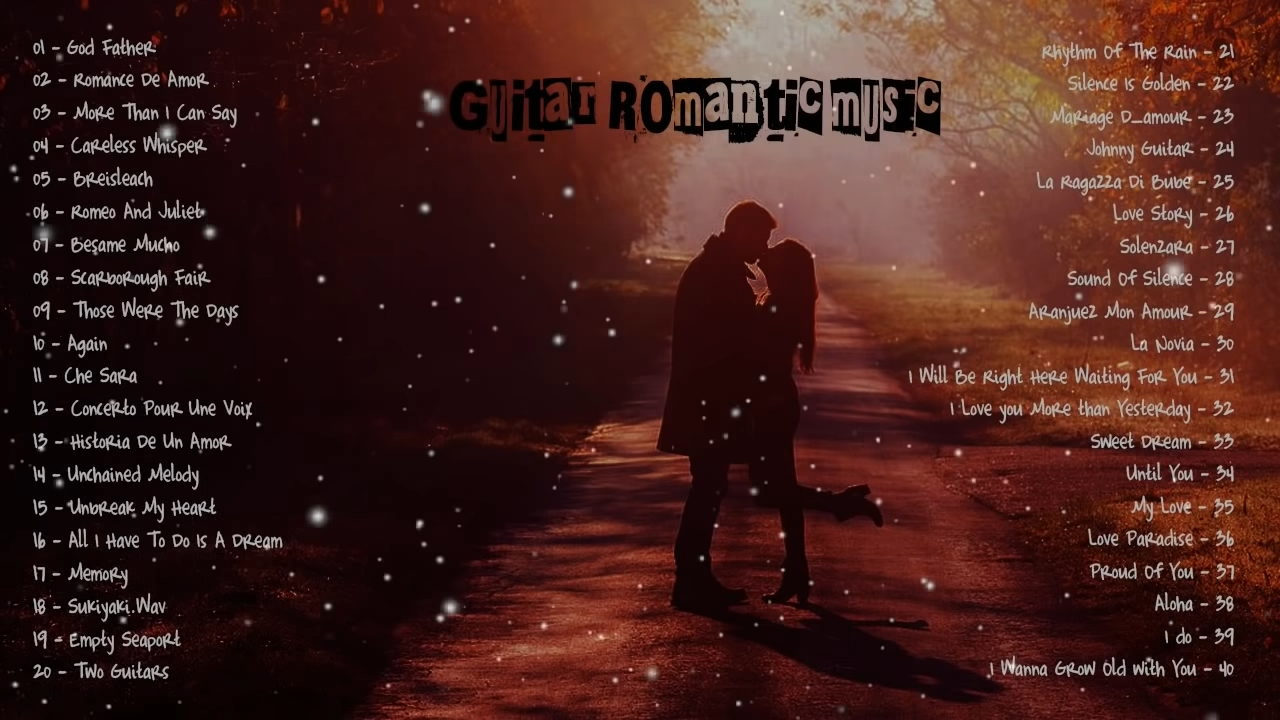 Guitar Romantic music
01 - God Father
02 - Romance De Amor
03 - More Than I Can Say
04 - Careless Whisper
05 - Breisleach
06 - Romeo And Juliet
07 - Besame Mucho
08 - Scarborough Fair
09 - Those Were The Days
10 - Again
11 - Che Sara
12 - Concerto Pour Une Voix
13 - Historia De Un Amor
14 - Unchained Melody
15 - Unbreak My Heart
16 - All I Have To Do Is A Dream
17 - Memory
18 - Sukiyaki.Wav
19 - Empty Seaport
20 - Two Guitars
Rhythm Of The Rain - 21
Silence Is Golden - 22
Mariage D_amour - 23
Johnny Guitar - 24
La Ragazza Di Bube - 25
Love Story - 26
Solenzara - 27
Sound Of Silence - 28
Aranjuez Mon Amour - 29
La Novia - 30
I Will Be Right Here Waiting For You - 31
I Love you More than Yesterday - 32
Sweet Dream - 33
Until You - 34
My Love - 35
Love Paradise - 36
Proud Of You - 37
Aloha - 38
I do - 39
I Wanna Grow Old With You - 40